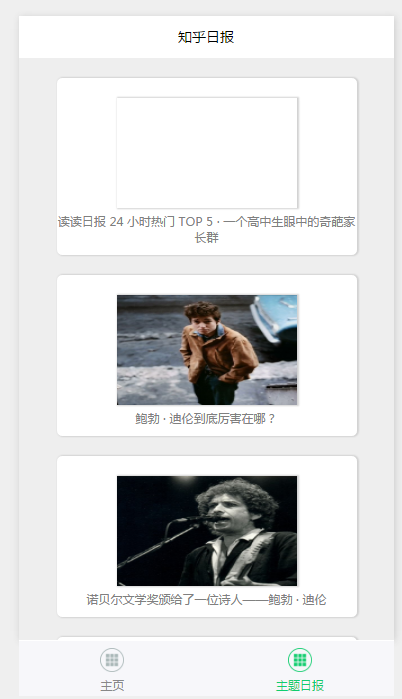 知乎日报
读读日报 24 小时热门 TOP 5 · 一个高中生眼中的奇葩家
长群
鲍勃 · 迪伦到底厉害在哪？
诺贝尔文学奖颁给了一位诗人——鲍勃 · 迪伦
主页
主题日报